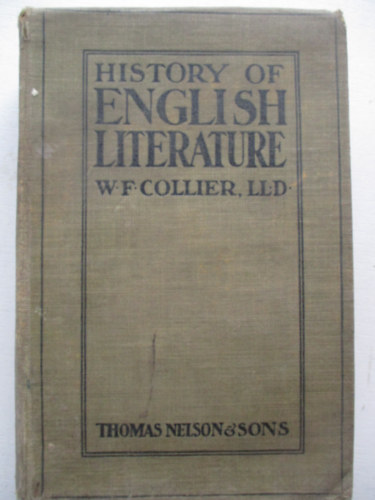 HISTORY OF
ENGLISH
LITERATURE
W·F·COLLIER, LL·D·
THOMAS NELSON & SONS